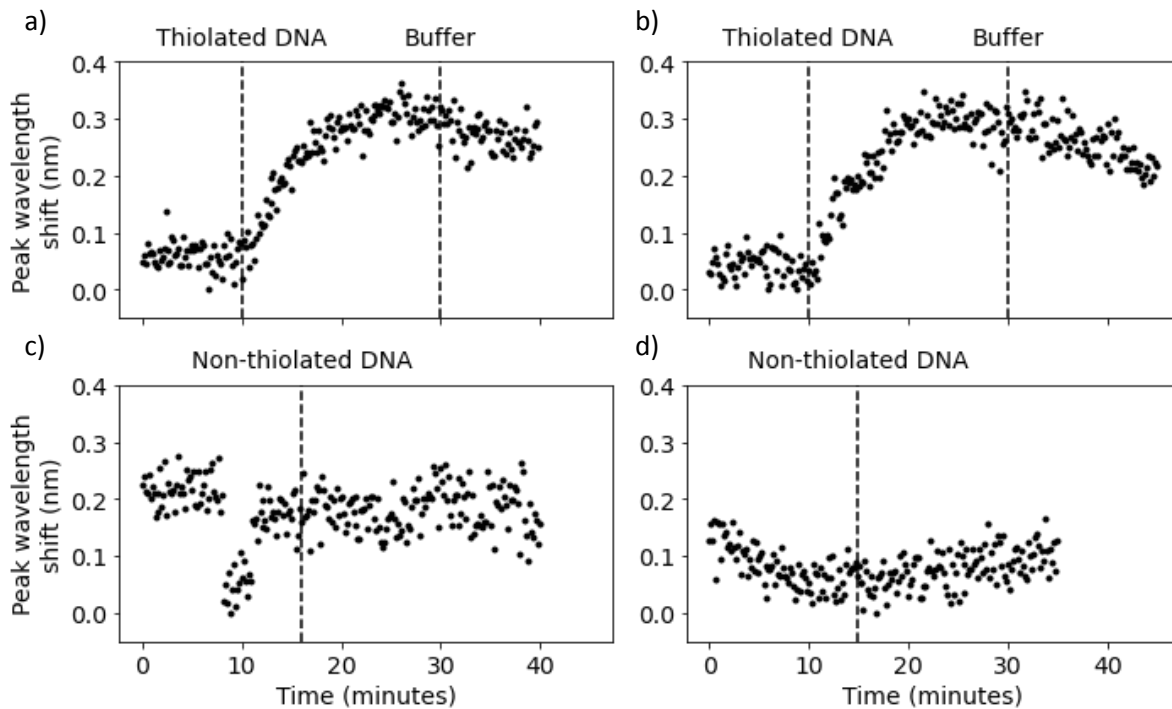 a)
Thiolated DNA Buffer
0.4
0.3
0.2
0.1
0.0
Peak wavelength
shift (nm)
b)
Thiolated DNA Buffer
0.4
0.3
0.2
0.1
0.0
c)
Non-thiolated DNA
0.4
0.3
0.2
0.1
0.0
Peak wavelength
shift (nm)
0 10 20 30 40
Time (minutes)
d)
Non-thiolated DNA
0.4
0.3
0.2
0.1
0.0
0 10 20 30 40
Time (minutes)